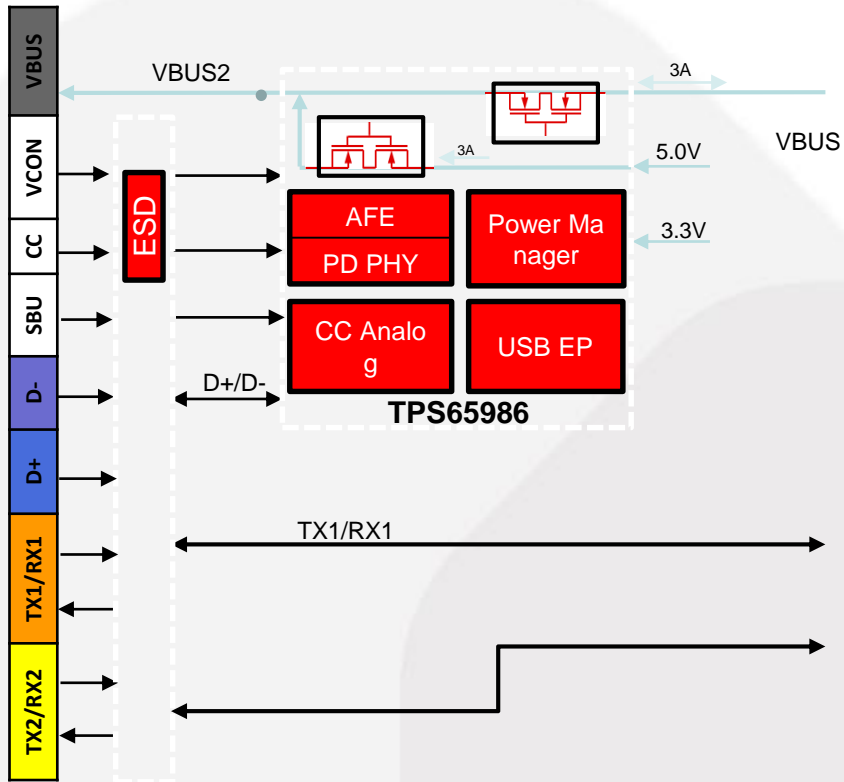 VBUS
VBUS2
3A
VBUS
3A
5.0V
VCON
ESD
AFE
Power Ma
nager
3.3V
CC
PD PHY
SBU
CC Analo
g
USB EP
D-
D+/D-
TPS65986
D+
TX1/RX1
TX1/RX1
TX2/RX2